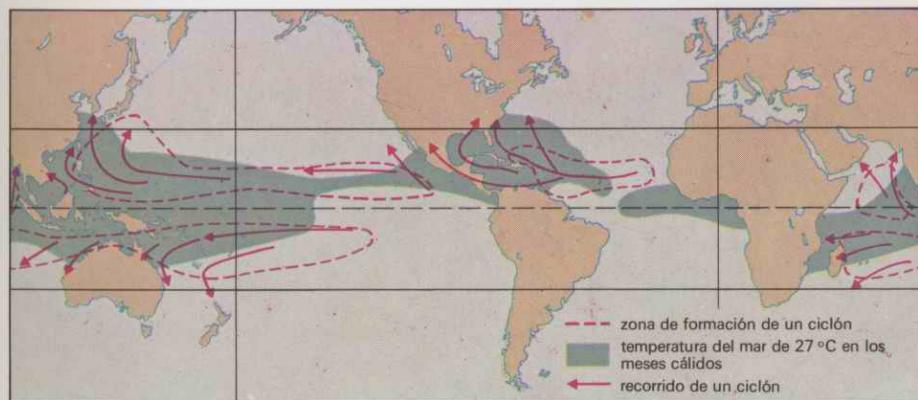 zona de formación de un ciclón
temperatura del mar de 27 ºC en los
meses cálidos
recorrido de un ciclón